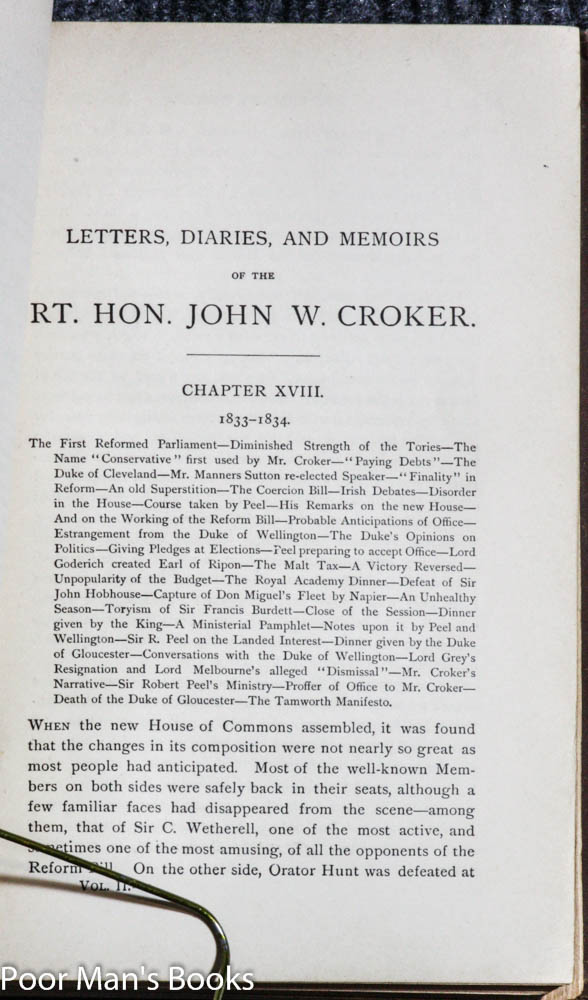 LETTERS, DIARIES, AND MEMOIRS
OF THE
RT. HON. JOHN W. CROKER.
CHAPTER XVIII.
1833–1834.
The First Reformed Parliament—Diminished Strength of the Tories—The
Name "Conservative" first used by Mr. Croker—"Paying Debts"—The
Duke of Cleveland—Mr. Manners Sutton re-elected Speaker—"Finality" in
Reform—An old Superstition—The Coercion Bill—Irish Debates—Disorder
in the House—Course taken by Peel—His Remarks on the new House—
And on the Working of the Reform Bill—Probable Anticipations of Office—
Estrangement from the Duke of Wellington—The Duke's Opinions on
Politics—Giving Pledges at Elections—Peel preparing to accept Office—Lord
Goderich created Earl of Ripon—The Malt Tax—A Victory Reversed—
Unpopularity of the Budget—The Royal Academy Dinner—Defeat of Sir
John Hobhouse—Capture of Don Miguel's Fleet by Napier—An Unhealthy
Season—Toryism of Sir Francis Burdett—Close of the Session—Dinner
given by the King—A Ministerial Pamphlet—Notes upon it by Peel and
Wellington—Sir R. Peel on the Landed Interest—Dinner given by the Duke
of Gloucester—Conversations with the Duke of Wellington—Lord Grey's
Resignation and Lord Melbourne's alleged "Dismissal"—Mr. Croker's
Narrative—Sir Robert Peel's Ministry—Proffer of Office to Mr. Croker—
Death of the Duke of Gloucester—The Tamworth Manifesto.
WHEN the new House of Commons assembled, it was found
that the changes in its composition were not nearly so great as
most people had anticipated. Most of the well-known Mem-
bers on both sides were safely back in their seats, although a
few familiar faces had disappeared from the scene—among
them, that of Sir C. Wetherell, one of the most active, and
sometimes one of the most amusing, of all the opponents of the
Reform Bill. On the other side, Orator Hunt was defeated at
VOL. II.
Poor Man's Books